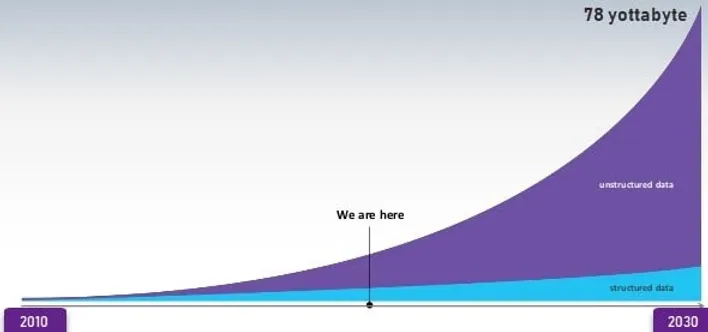 78 yottabyte
unstructured data
We are here
structured data
2010
2030